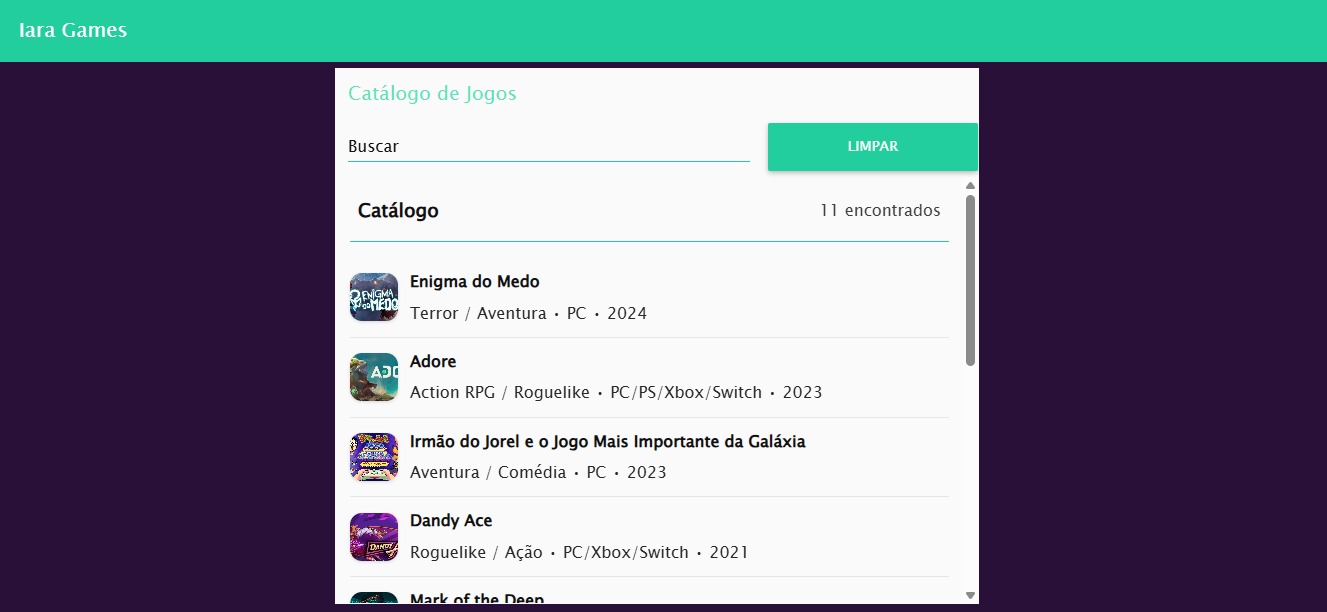 Iara Games
Catálogo de Jogos
Buscar
LIMPAR
Catálogo
11 encontrados
ENIGMA
DO MEDO
Enigma do Medo
Terror / Aventura • PC • 2024
Adore
Action RPG / Roguelike • PC/PS/Xbox/Switch • 2023
Irmão do Jorel e o Jogo Mais Importante da Galáxia
Aventura / Comédia • PC • 2023
DANDY
Dandy Ace
Roguelike / Ação • PC/Xbox/Switch • 2021
Mark of the Deep